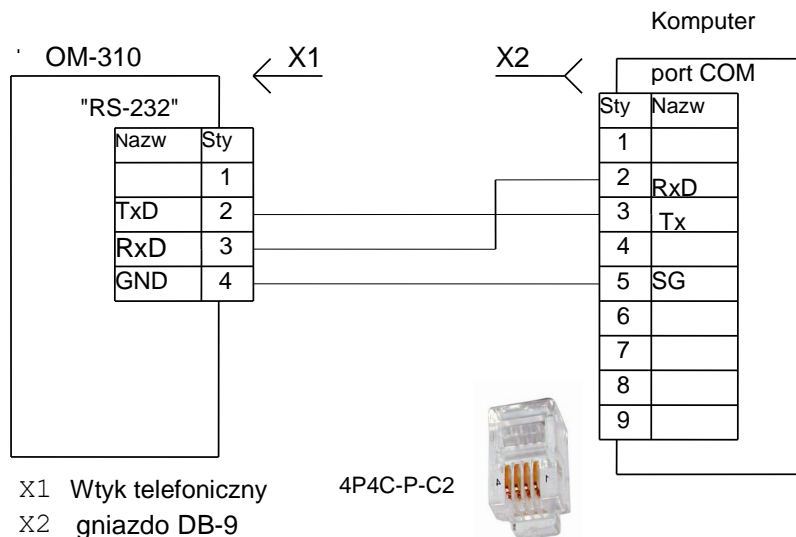 Komputer
OM-310
X1
X2
port COM
"RS-232"
Nazw Sty
1
TxD 2
RxD 3
GND 4
Sty Nazw
1
2 RxD
3 Tx
4
5 SG
6
7
8
9
4 1
X1 Wtyk telefoniczny 4P4C-P-C2
X2 gniazdo DB-9